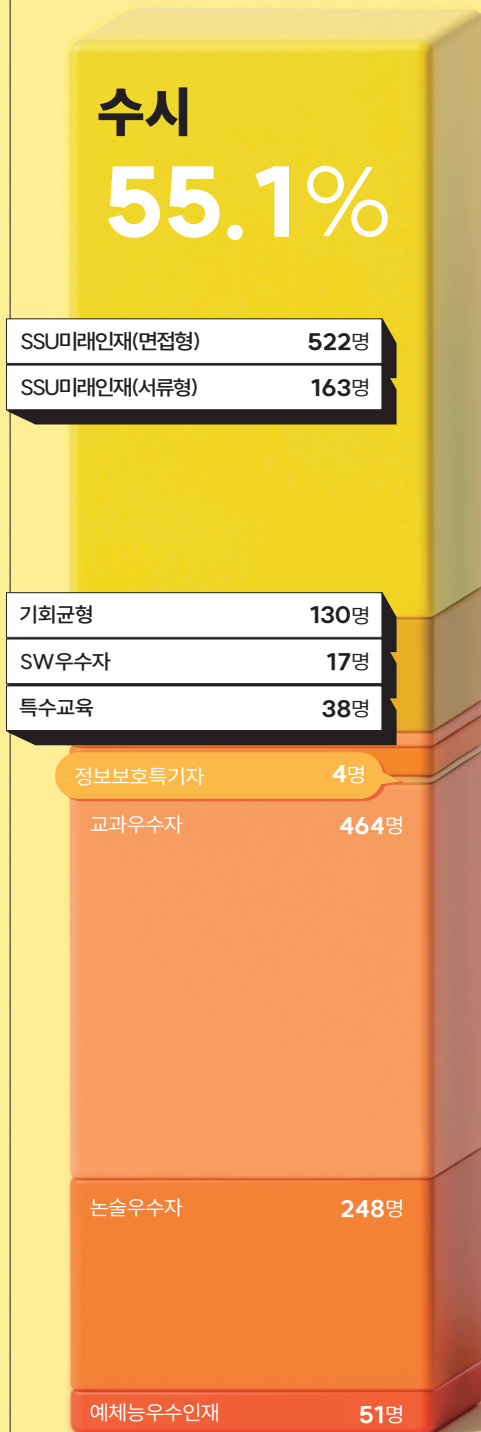 수시
55.1%
SSU미래인재(면접형) 522명
SSU미래인재(서류형) 163명
기회균형 130명
SW우수자 17명
특수교육 38명
정보보호특기자 4명
교과우수자 464명
논술우수자 248명
예체능우수인재 51명